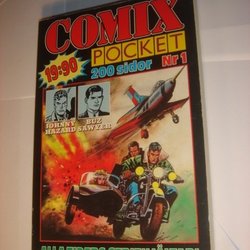 COMIX
POCKET
19:90
200 sidor Nr 1
JOHNNY HAZARD
BUZ SAWYER